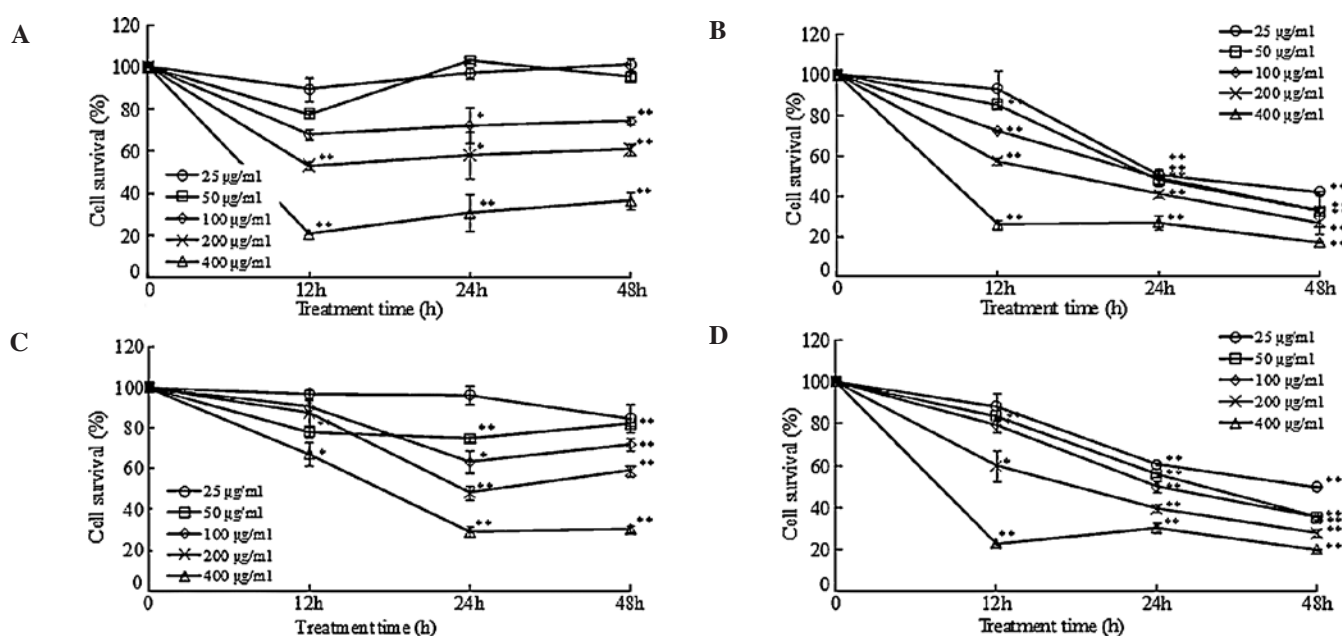 A
120
100
80
60
40
20
0
Cell survival (%)
25 µg/ml
50 µg/ml
100 µg/ml
200 µg/ml
400 µg/ml
**
**
*
*
**
**
**
**
0
12h
24h
48h
Treatment time (h)
B
120
100
80
60
40
20
0
Cell survival (%)
25 µg/ml
50 µg/ml
100 µg/ml
200 µg/ml
400 µg/ml
*
**
**
**
**
**
**
**
**
**
**
**
**
0
12h
24h
48h
Treatment time (h)
C
120
100
80
60
40
20
0
Cell survival (%)
25 µg/ml
50 µg/ml
100 µg/ml
200 µg/ml
400 µg/ml
**
*
**
*
**
**
**
**
**
**
0
12h
24h
48h
Treatment time (h)
D
120
100
80
60
40
20
0
Cell survival (%)
25 µg/ml
50 µg/ml
100 µg/ml
200 µg/ml
400 µg/ml
**
*
**
**
**
**
**
**
**
**
**
**
**
0
12h
24h
48h
Treatment time (h)